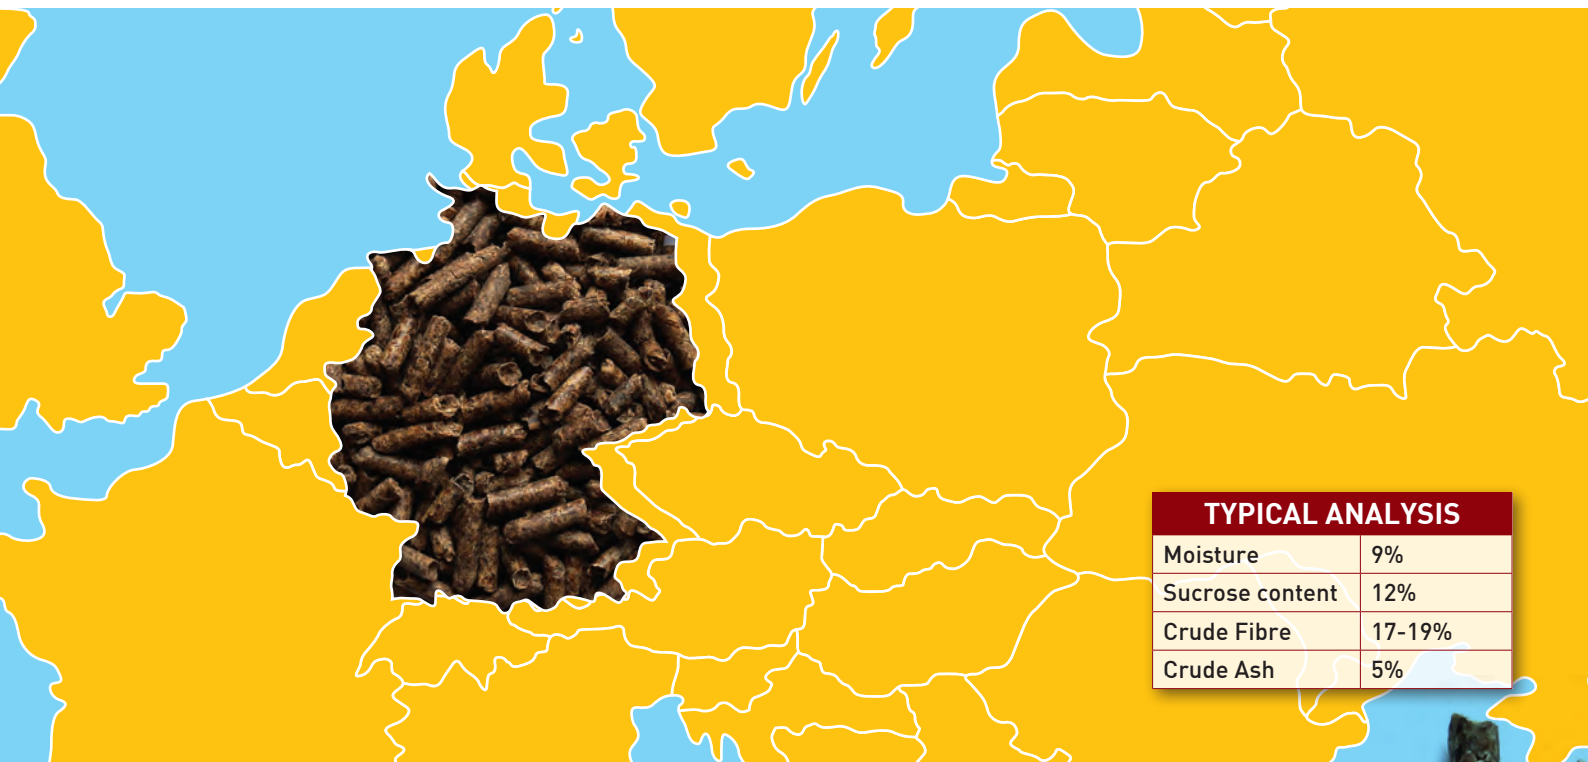 TYPICAL ANALYSIS
Moisture 9%
Sucrose content 12%
Crude Fibre 17-19%
Crude Ash 5%